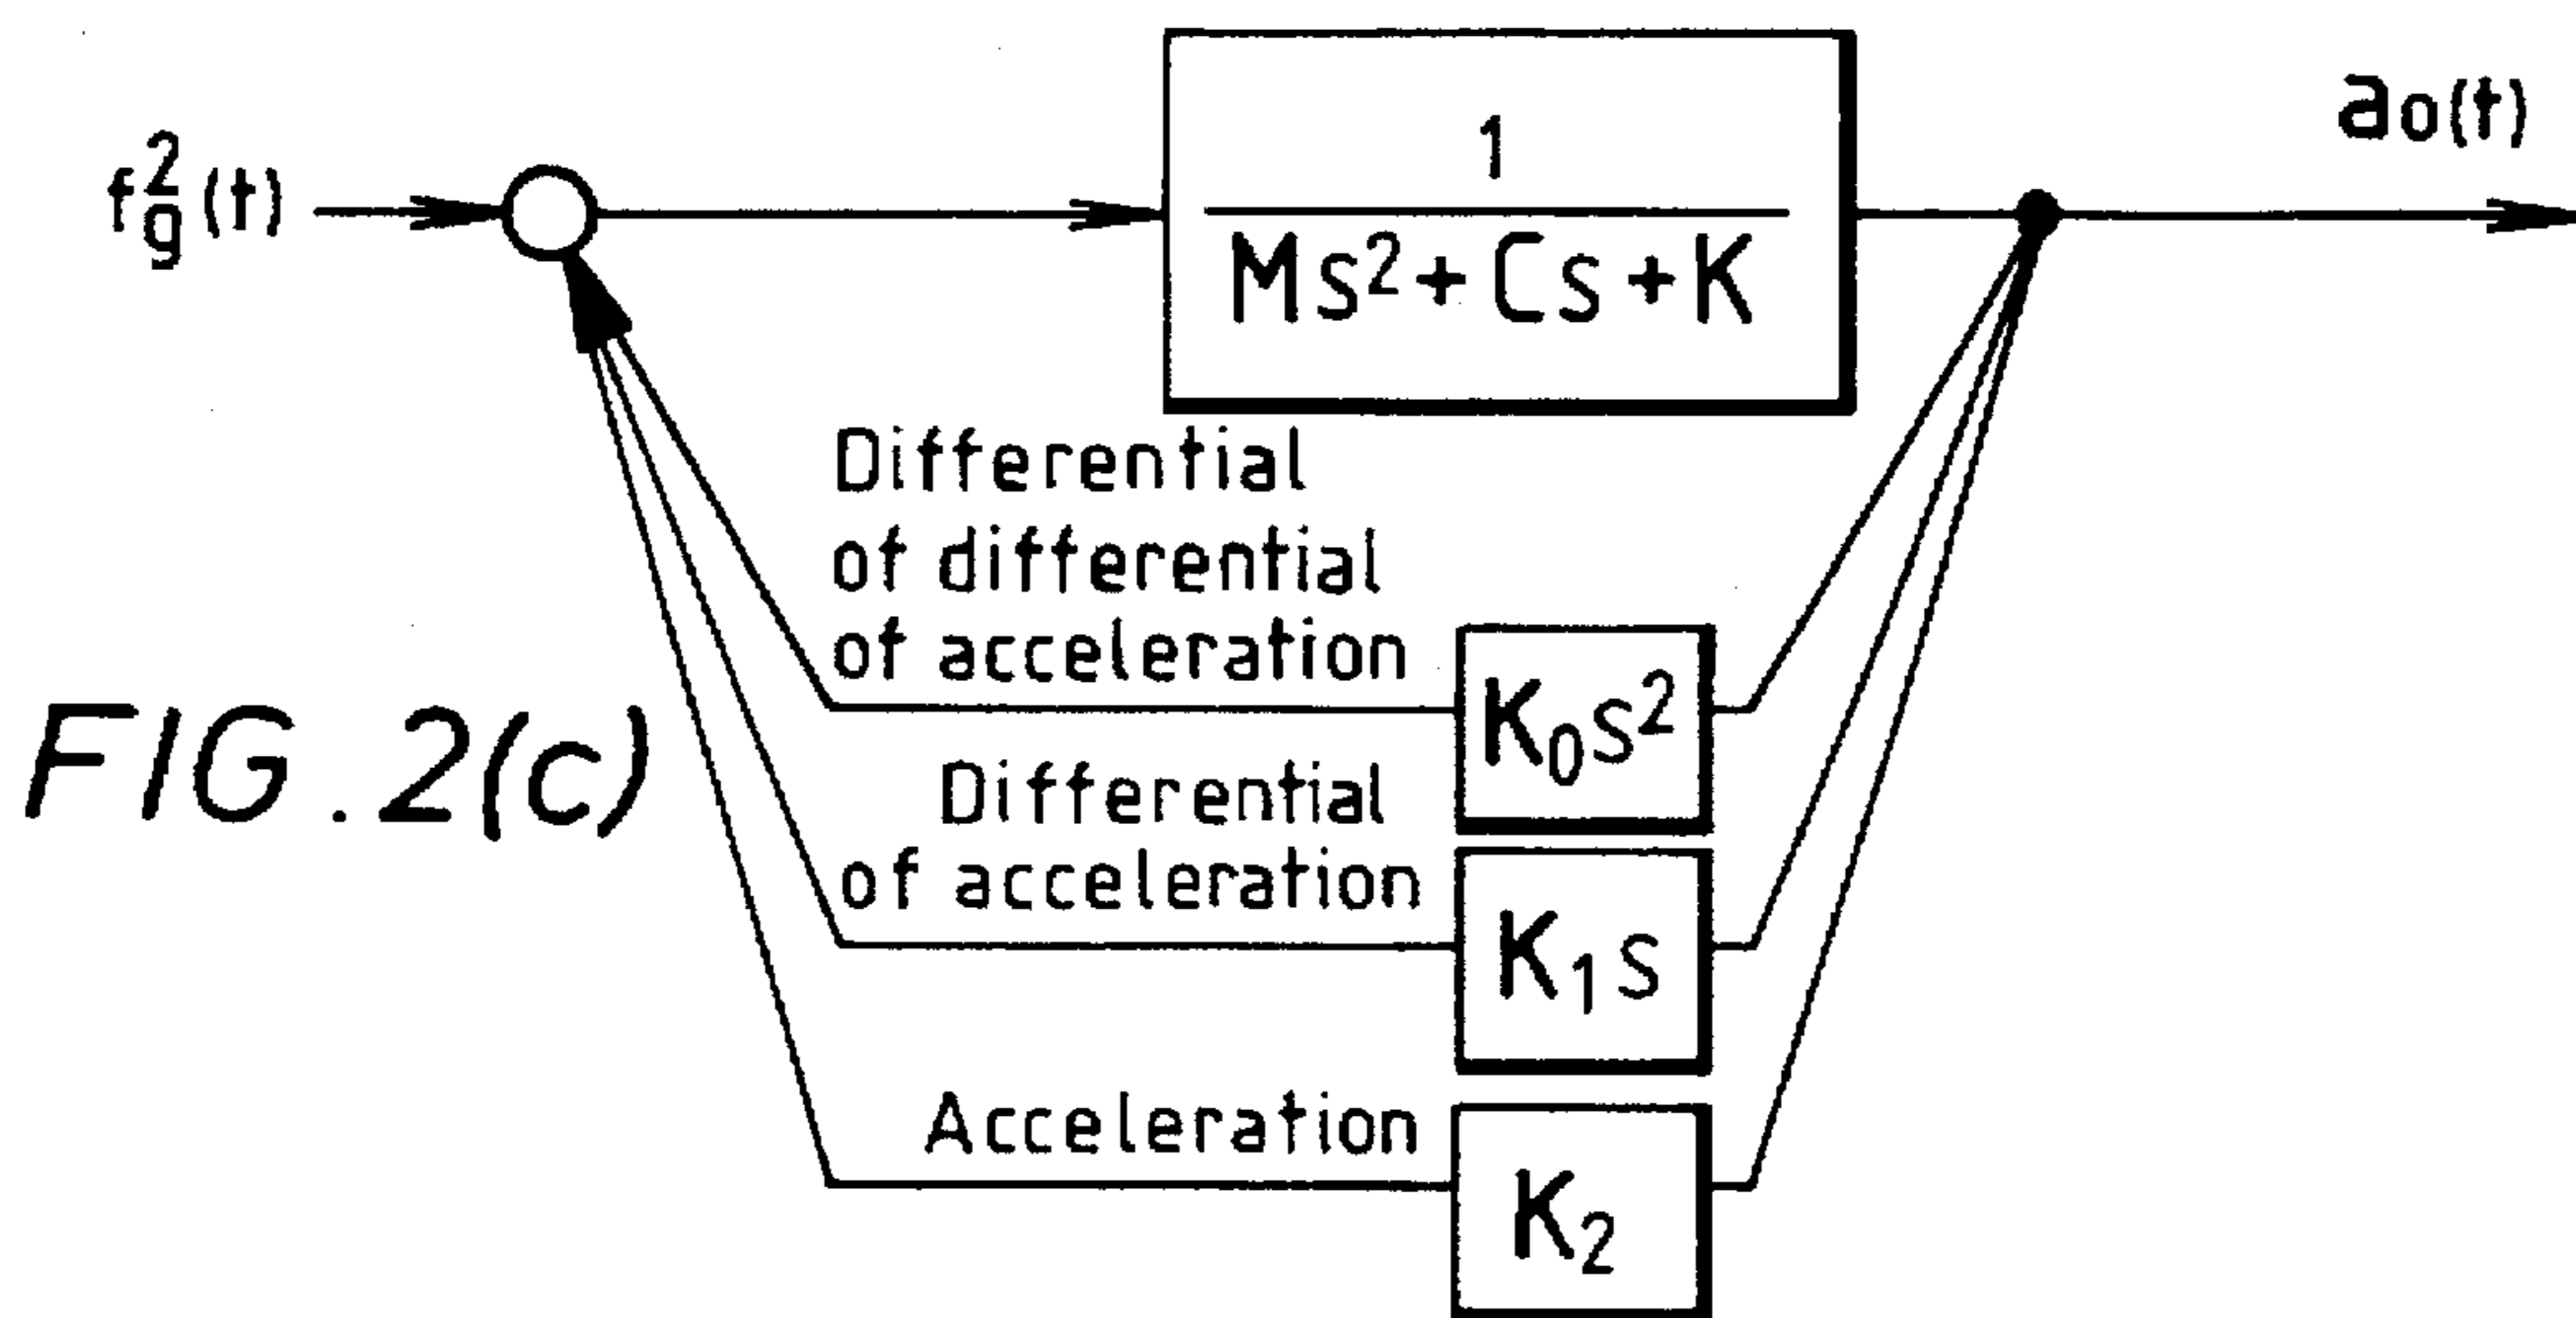 f_g^2(t)
1
Ms²+Cs+K
ao(t)
Differential
of differential
of acceleration
K₀s²
FIG.2(c)
Differential
of acceleration
K₁s
Acceleration
K₂